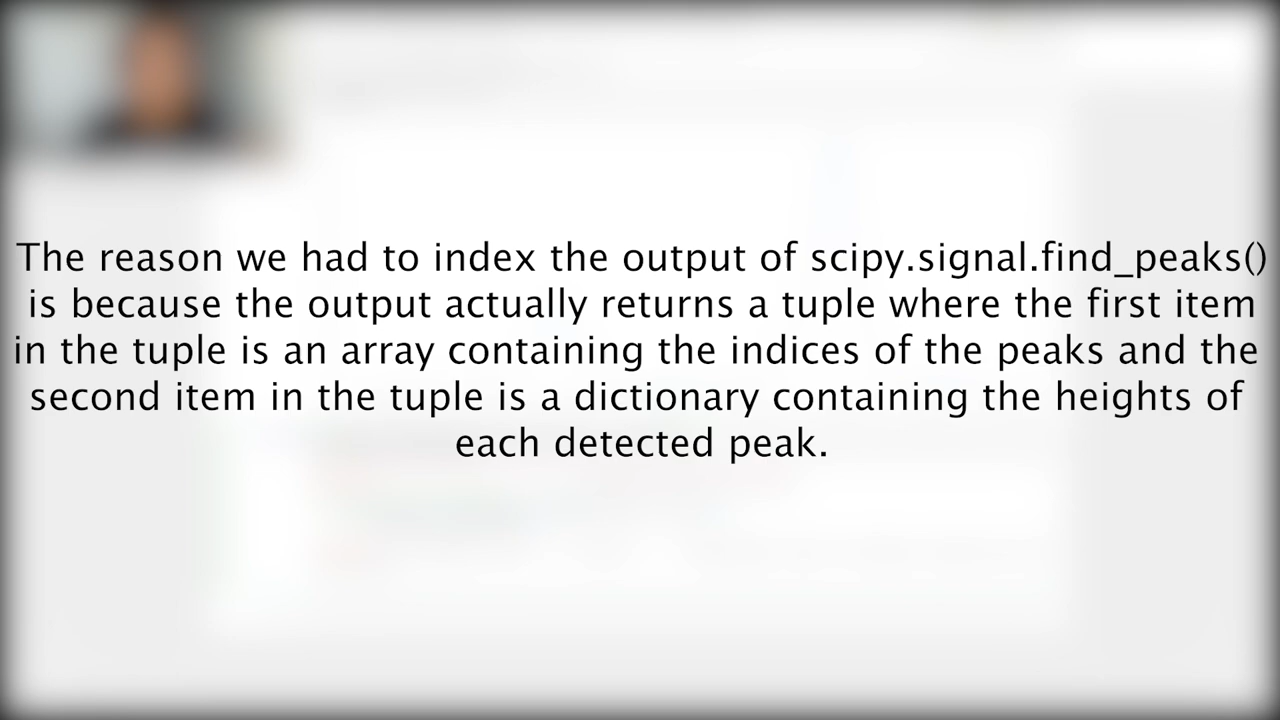 The reason we had to index the output of scipy.signal.find_peaks()
is because the output actually returns a tuple where the first item
in the tuple is an array containing the indices of the peaks and the
second item in the tuple is a dictionary containing the heights of
each detected peak.